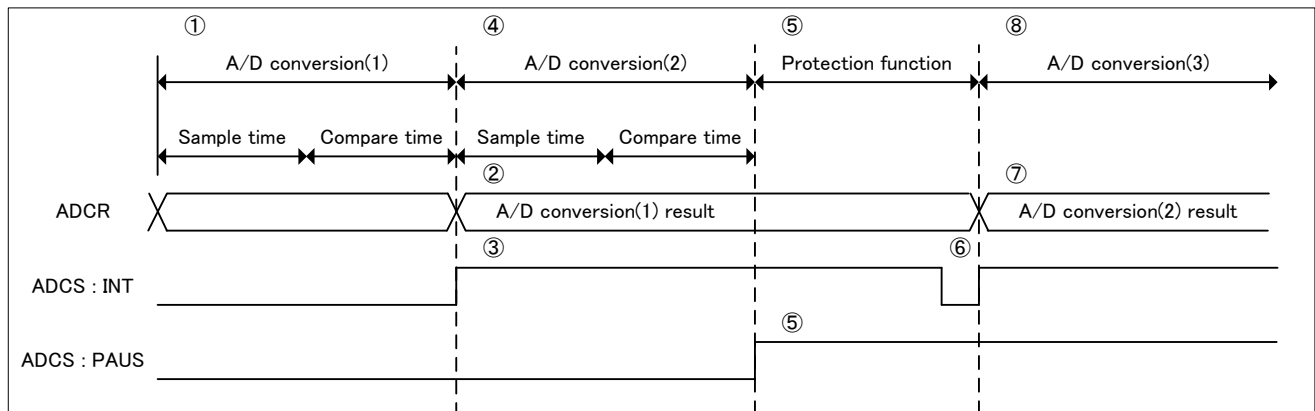 ① ④ ⑤ ⑧
A/D conversion(1) A/D conversion(2) Protection function A/D conversion(3)
Sample time Compare time Sample time Compare time
② ⑦
ADCR A/D conversion(1) result A/D conversion(2) result
③ ⑥
ADCS : INT
⑤
ADCS : PAUS